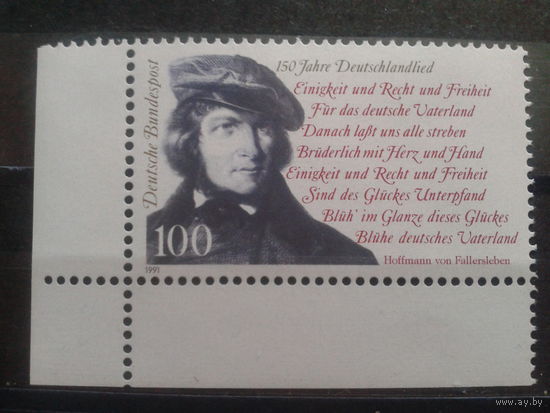 Deutsche Bundespost
150 Jahre Deutschlandlied
Einigkeit und Recht und Freiheit
Für das deutsche Vaterland
Danach laßt uns alle streben
Brüderlich mit Herz und Hand
Einigkeit und Recht und Freiheit
Sind des Glückes Unterpfand
Blüh' im Glanze dieses Glückes
Blühe deutsches Vaterland
Hoffmann von Fallersleben
100
1991
www.ay.by